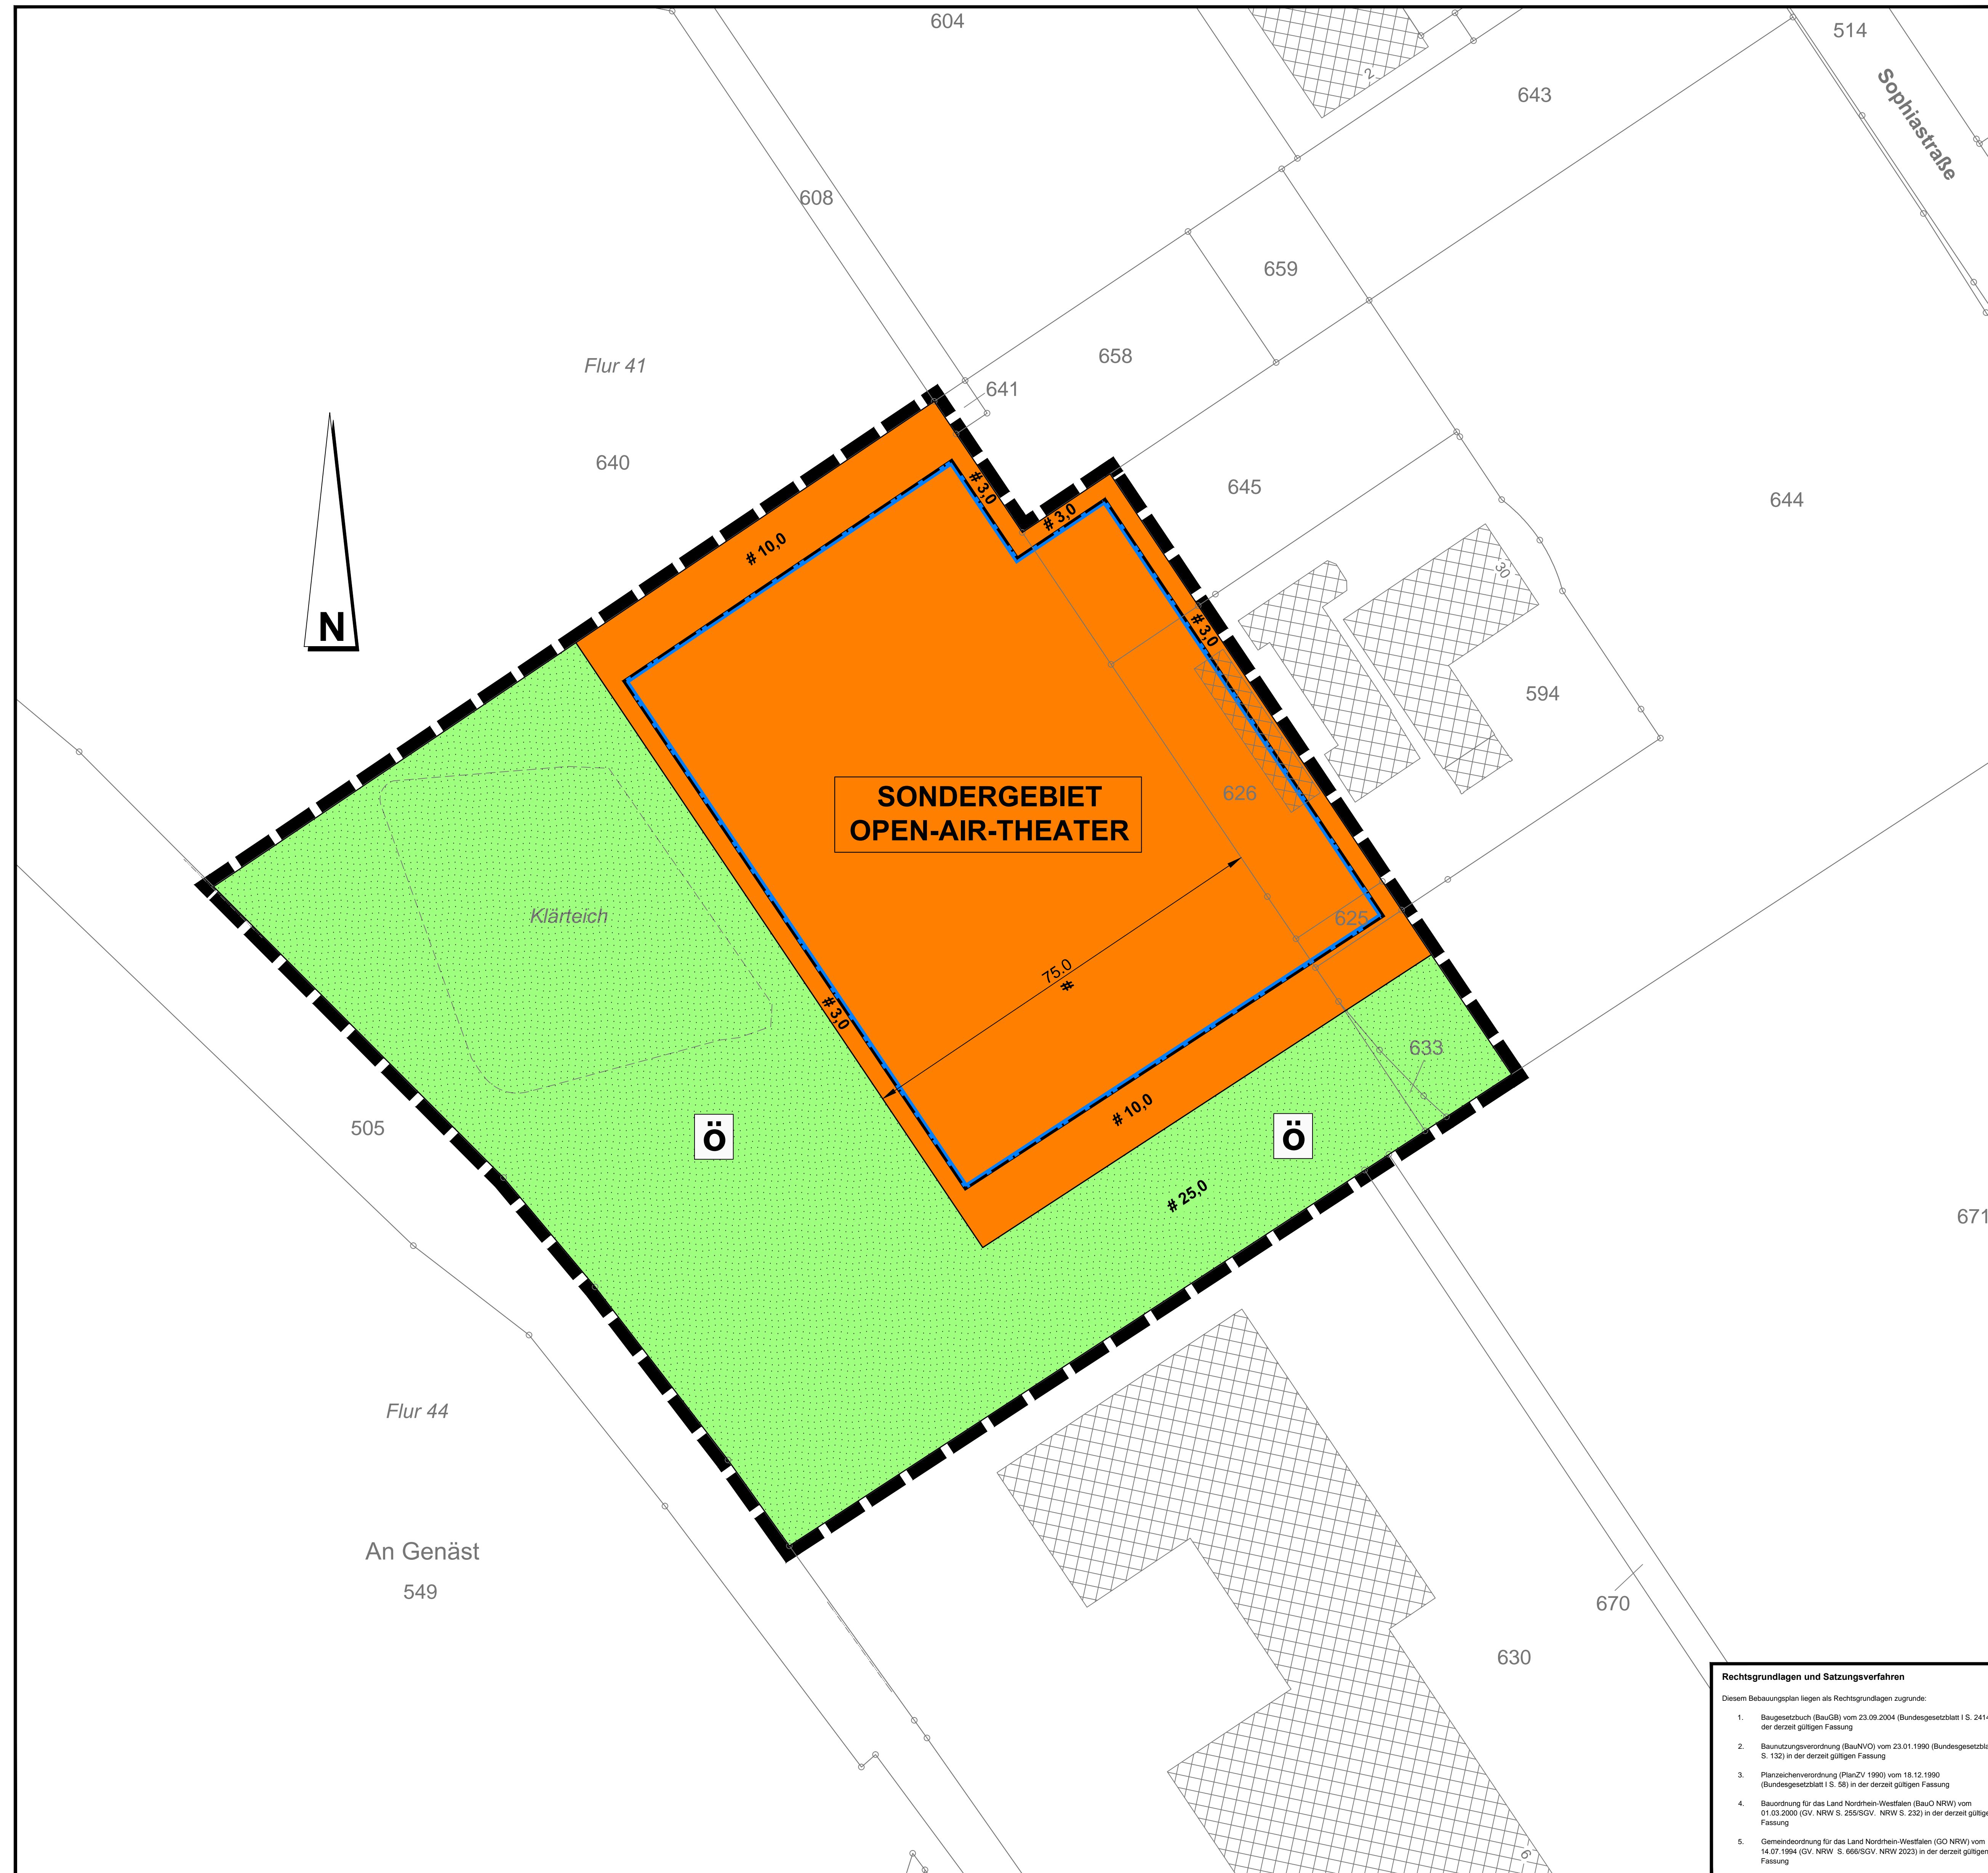 604
514
Sophiastraße
2
643
608
659
Flur 41
658
641
640
645
644
# 3,0
# 3,0
# 10,0
30
N
# 3,0
594
SONDERGEBIET
OPEN-AIR-THEATER
626
Klärteich
625
75.0
#
# 3,0
633
# 10,0
505
Ö
Ö
# 25,0
671
Flur 44
An Genäst
549
670
630
6
Rechtsgrundlagen und Satzungsverfahren
Diesem Bebauungsplan liegen als Rechtsgrundlagen zugrunde:
1. Baugesetzbuch (BauGB) vom 23.09.2004 (Bundesgesetzblatt I S. 2414
der derzeit gültigen Fassung
2. Baunutzungsverordnung (BauNVO) vom 23.01.1990 (Bundesgesetzbla
S. 132) in der derzeit gültigen Fassung
3. Planzeichenverordnung (PlanZV 1990) vom 18.12.1990
(Bundesgesetzblatt I S. 58) in der derzeit gültigen Fassung
4. Bauordnung für das Land Nordrhein-Westfalen (BauO NRW) vom
01.03.2000 (GV. NRW S. 255/SGV. NRW S. 232) in der derzeit gültige
Fassung
5. Gemeindeordnung für das Land Nordrhein-Westfalen (GO NRW) vom
14.07.1994 (GV. NRW S. 666/SGV. NRW 2023) in der derzeit gültigen
Fassung